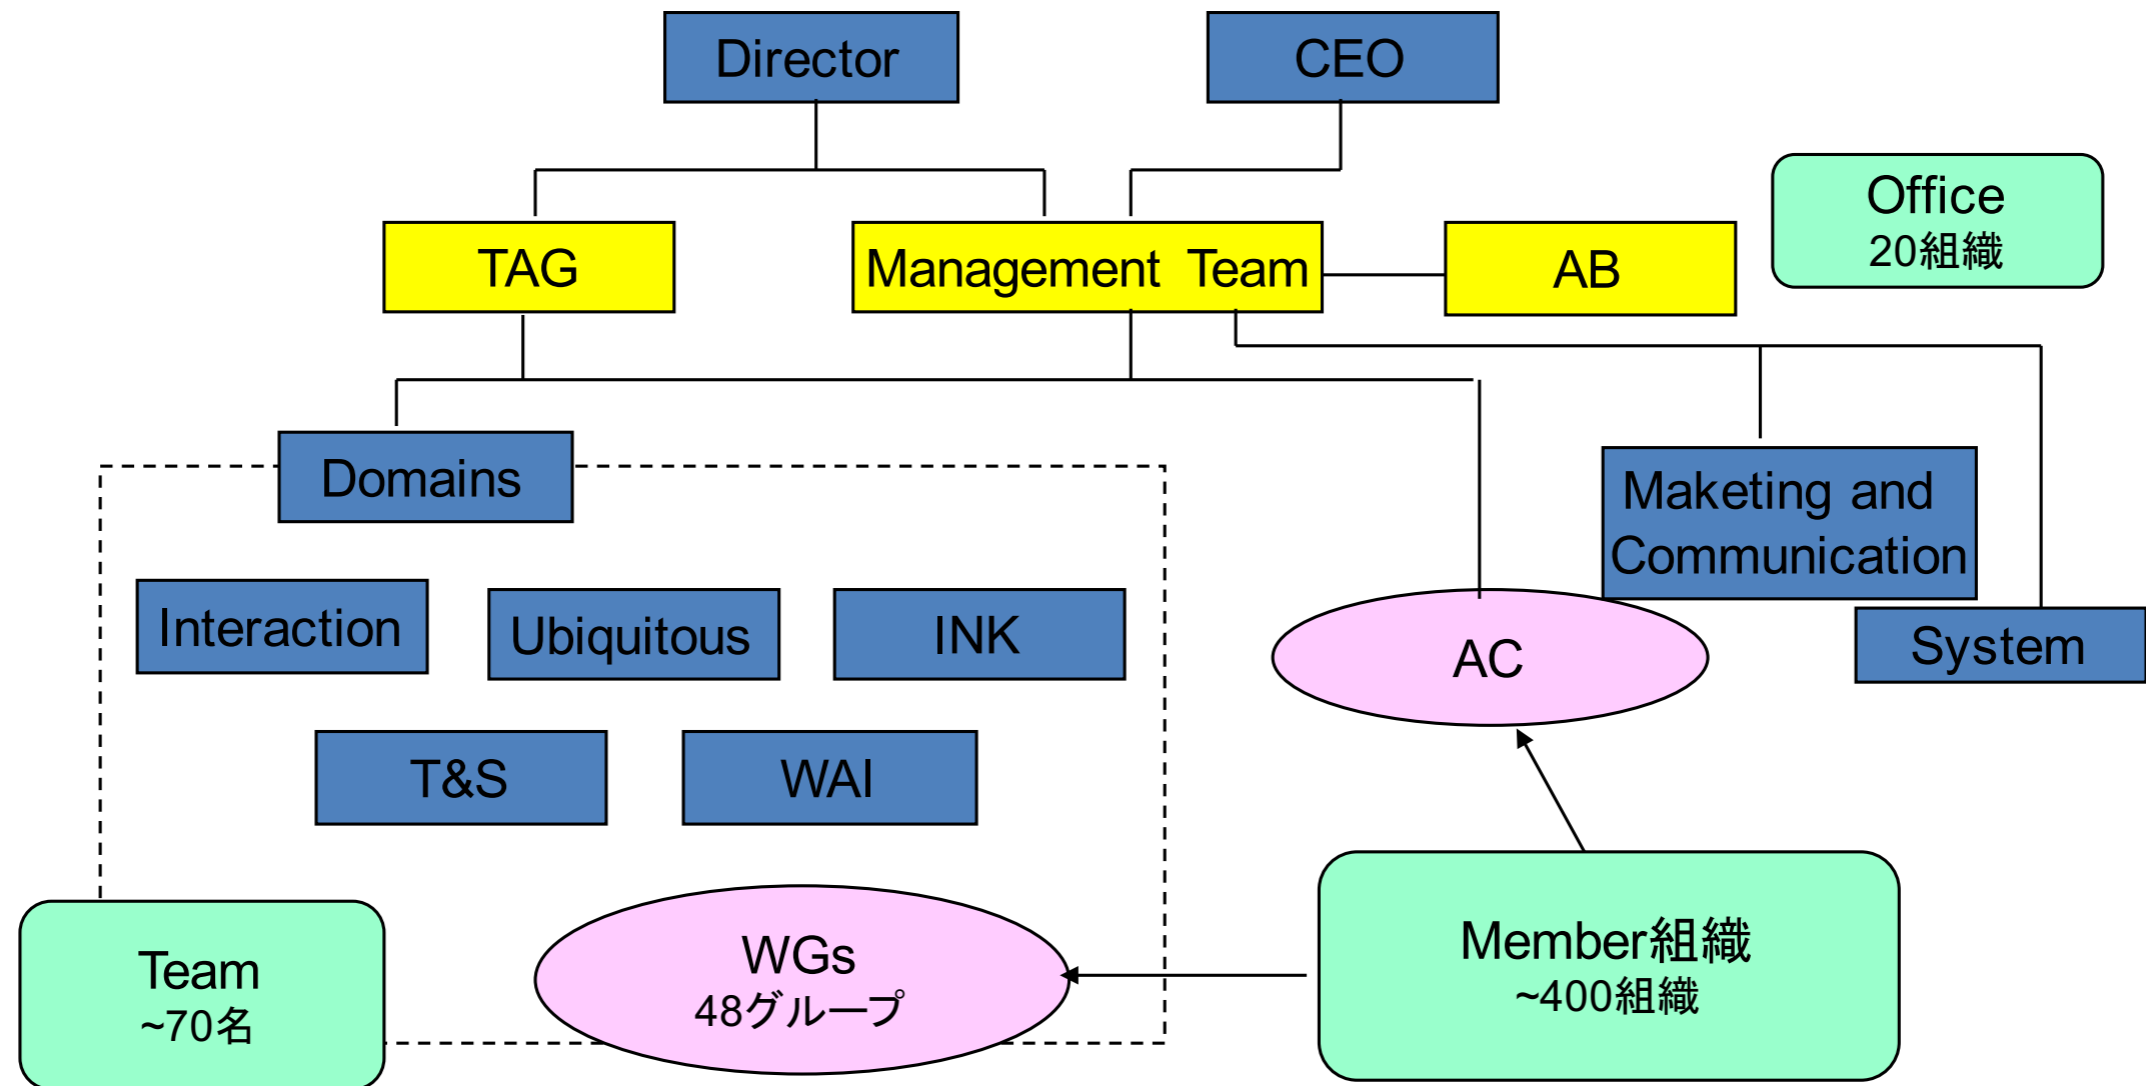 Director
CEO
Office
20組織
TAG
Management Team
AB
Domains
Maketing and
Communication
Interaction
Ubiquitous
INK
AC
System
T&S
WAI
Team
~70名
WGs
48グループ
Member組織
~400組織